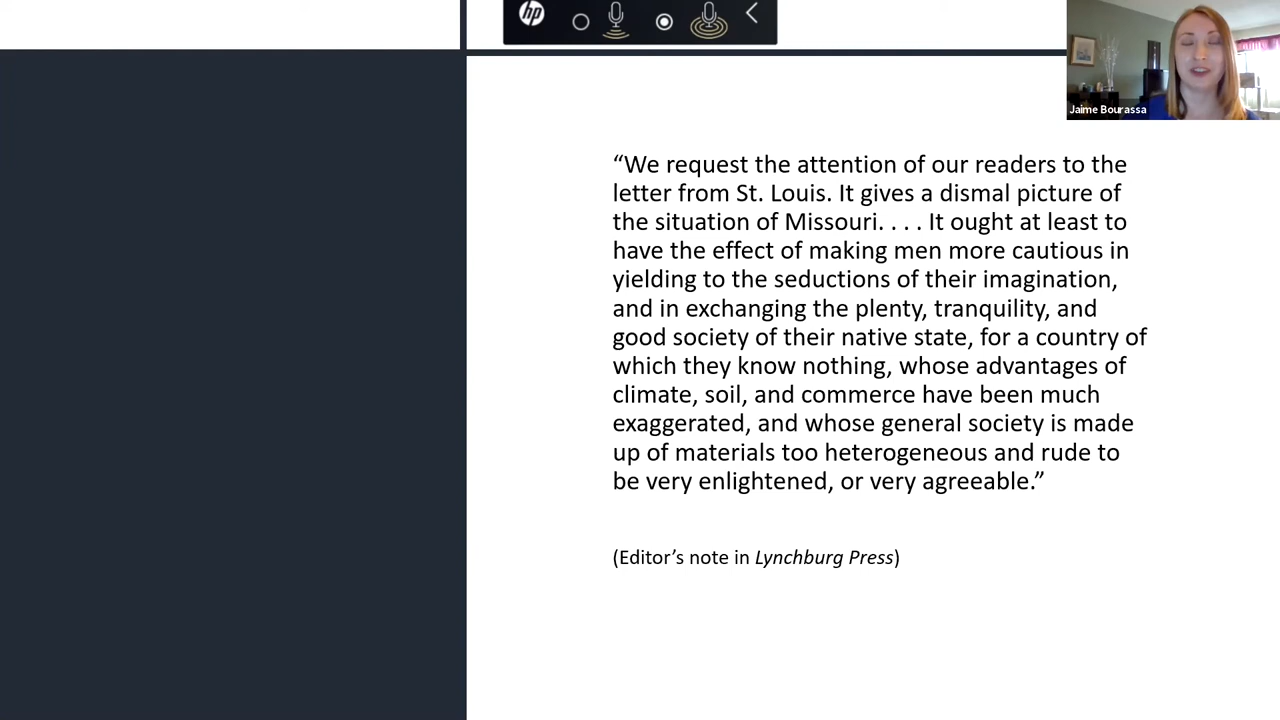 hp
Jaime Bourassa
“We request the attention of our readers to the
letter from St. Louis. It gives a dismal picture of
the situation of Missouri. . . . It ought at least to
have the effect of making men more cautious in
yielding to the seductions of their imagination,
and in exchanging the plenty, tranquility, and
good society of their native state, for a country of
which they know nothing, whose advantages of
climate, soil, and commerce have been much
exaggerated, and whose general society is made
up of materials too heterogeneous and rude to
be very enlightened, or very agreeable.”
(Editor’s note in Lynchburg Press)